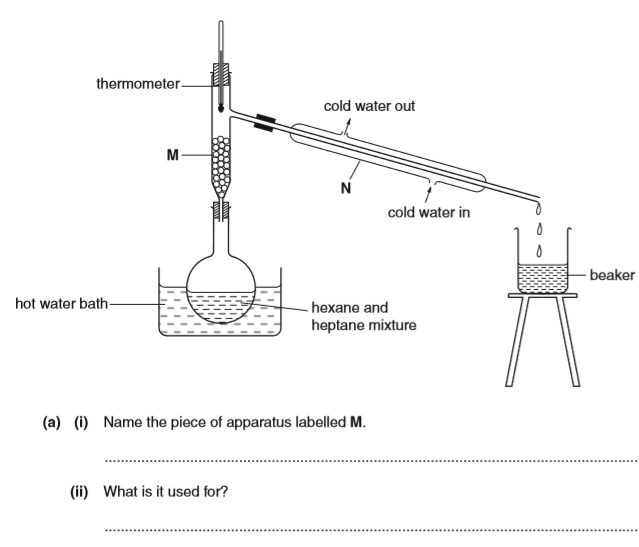 thermometer
cold water out
M
N
cold water in
beaker
hot water bath
hexane and
heptane mixture
(a) (i) Name the piece of apparatus labelled M.
(ii) What is it used for?